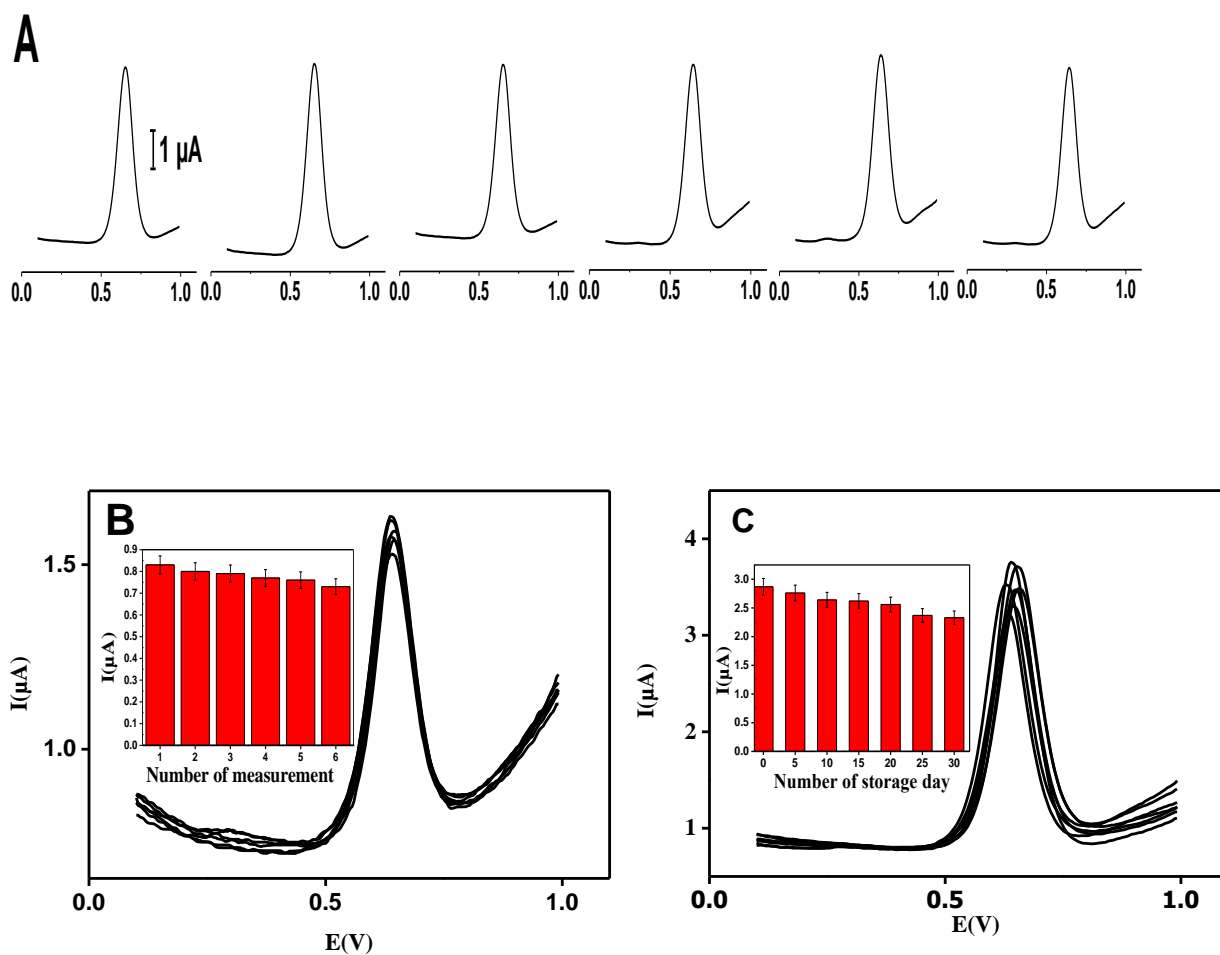 A
1 µA
0.0 0.5 1.0 0.0 0.5 1.0 0.0 0.5 1.0 0.0 0.5 1.0 0.0 0.5 1.0 0.0 0.5 1.0
B
1.5
1.0
I(µA)
0.0 0.5 1.0
E(V)
0.9
0.8
0.7
0.6
0.5
0.4
0.3
0.2
0.1
0.0
I(µA)
1 2 3 4 5 6
Number of measurement
C
4
3
2
1
I(µA)
0.0 0.5 1.0
E(V)
3.0
2.5
2.0
1.5
1.0
0.5
0.0
I(µA)
0 5 10 15 20 25 30
Number of storage day